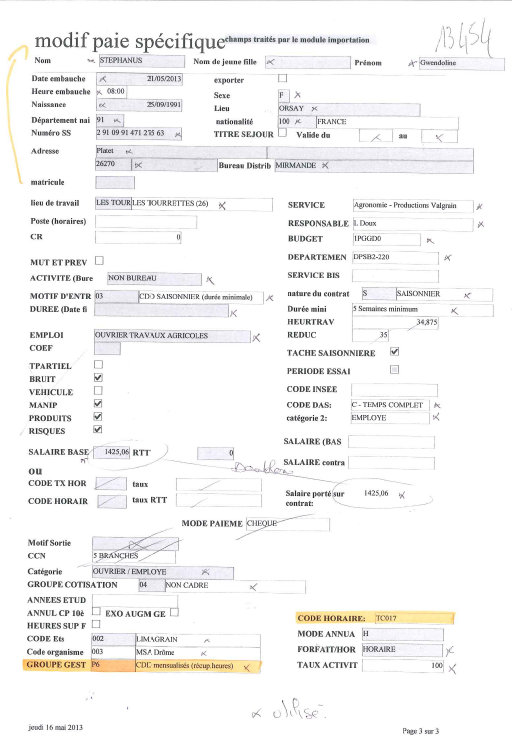 13454
modif paie spécifique champs traités par le module importation
Nom STEPHANUS Nom de jeune fille Prénom Gwendoline
Date embauche 21/05/2013 exporter
Heure embauche 08:00 Sexe F
Naissance 25/09/1991 Lieu ORSAY
Département nai 91 nationalité 100 FRANCE
Numéro SS 2 91 09 91 471 275 63 TITRE SEJOUR Valide du au
Adresse Platet
26270 Bureau Distrib MIRMANDE
matricule
lieu de travail LES TOUR LES TOURRETTES (26) SERVICE Agronomie - Productions Valgrain
Poste (horaires) RESPONSABLE L Doux
CR 0 BUDGET 1PGGD0
MUT ET PREV DEPARTEMEN DPSB2-220
ACTIVITE (Bure NON BUREAU SERVICE BIS
MOTIF D'ENTR 03 CDD SAISONNIER (durée minimale) nature du contrat S SAISONNIER
DUREE (Date fi Durée mini 5 Semaines minimum
HEURTRAV 34,875
EMPLOI OUVRIER TRAVAUX AGRICOLES REDUC 35
COEF TACHE SAISONNIERE
TPARTIEL PERIODE ESSAI
BRUIT
VEHICULE CODE INSEE
MANIP CODE DAS: C - TEMPS COMPLET
PRODUITS catégorie 2: EMPLOYE
RISQUES
SALAIRE BASE 1425,06 RTT 0 SALAIRE (BAS
ou SALAIRE contra
CODE TX HOR taux
CODE HORAIR taux RTT Salaire porté sur contrat: 1425,06
MODE PAIEME CHEQUE
Motif Sortie
CCN 5 BRANCHES
Catégorie OUVRIER / EMPLOYE
GROUPE COTISATION 04 NON CADRE
ANNEES ETUD
ANNUL CP 10è EXO AUGM GE CODE HORAIRE: TC017
HEURES SUP F
CODE Ets 002 LIMAGRAIN MODE ANNUA H
Code organisme 003 MSA Drôme FORFAIT/HOR HORAIRE
GROUPE GEST P6 CDD mensualisés (récup.heures) TAUX ACTIVIT 100
x utilisé.
jeudi 16 mai 2013 Page 3 sur 3